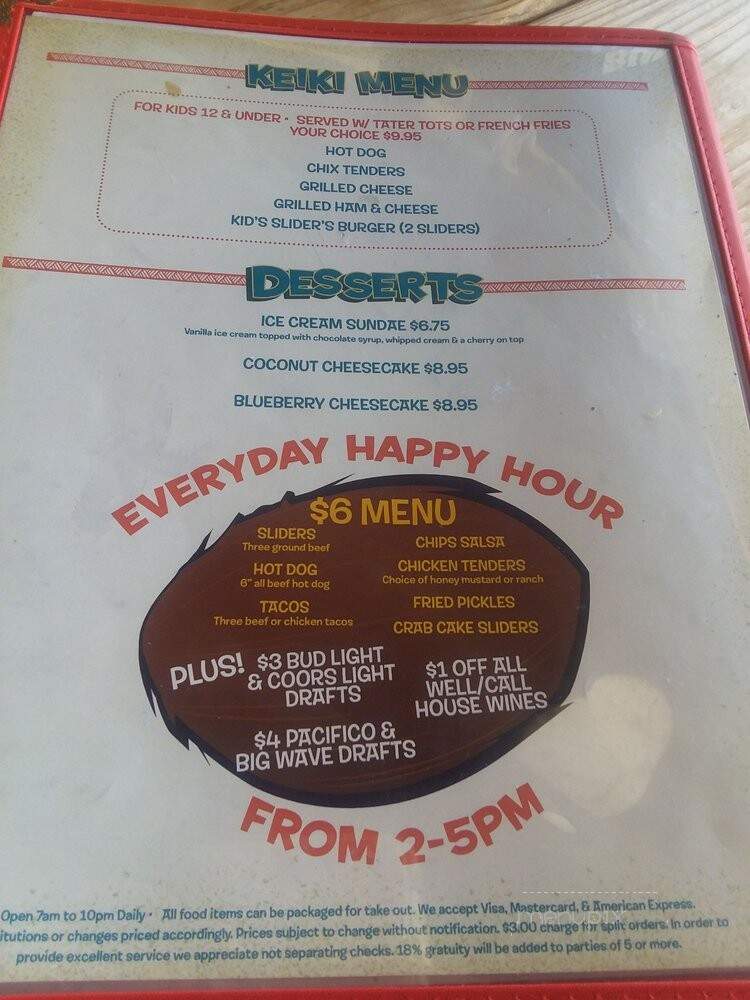 KEIKI MENU
FOR KIDS 12 & UNDER • SERVED W/ TATER TOTS OR FRENCH FRIES
YOUR CHOICE $9.95
HOT DOG
CHIX TENDERS
GRILLED CHEESE
GRILLED HAM & CHEESE
KID'S SLIDER'S BURGER (2 SLIDERS)
DESSERTS
ICE CREAM SUNDAE $6.75
Vanilla ice cream topped with chocolate syrup, whipped cream & a cherry on top
COCONUT CHEESECAKE $8.95
BLUEBERRY CHEESECAKE $8.95
EVERYDAY HAPPY HOUR
$6 MENU
SLIDERS
Three ground beef
HOT DOG
6" all beef hot dog
TACOS
Three beef or chicken tacos
CHIPS SALSA
CHICKEN TENDERS
Choice of honey mustard or ranch
FRIED PICKLES
CRAB CAKE SLIDERS
PLUS! $3 BUD LIGHT
& COORS LIGHT
DRAFTS
$4 PACIFICO &
BIG WAVE DRAFTS
$1 OFF ALL
WELL/CALL
HOUSE WINES
FROM 2-5PM
Open 7am to 10pm Daily • All food items can be packaged for take out. We accept Visa, Mastercard, & American Express.
itutions or changes priced accordingly. Prices subject to change without notification. $3.00 charge for split orders. In order to
provide excellent service we appreciate not separating checks. 18% gratuity will be added to parties of 5 or more.